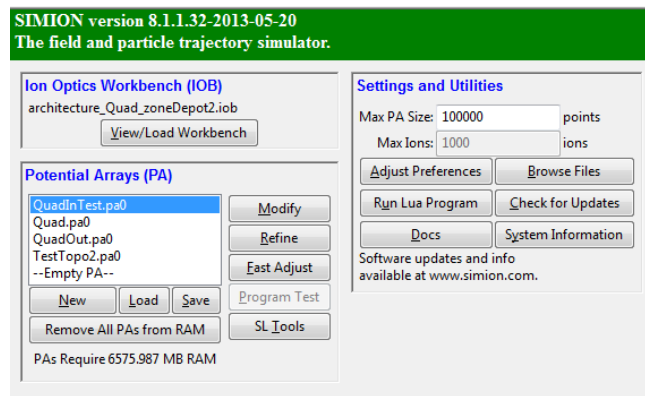 SIMION version 8.1.1.32-2013-05-20
The field and particle trajectory simulator.
Ion Optics Workbench (IOB)
architecture_Quad_zoneDepot2.iob
View/Load Workbench
Potential Arrays (PA)
QuadInTest.pa0
Quad.pa0
QuadOut.pa0
TestTopo2.pa0
--Empty PA--
Modify
Refine
Fast Adjust
Program Test
SL Tools
New Load Save
Remove All PAs from RAM
PAs Require 6575.987 MB RAM
Settings and Utilities
Max PA Size: 100000 points
Max Ions: 1000 ions
Adjust Preferences Browse Files
Run Lua Program Check for Updates
Docs System Information
Software updates and info
available at www.simion.com.